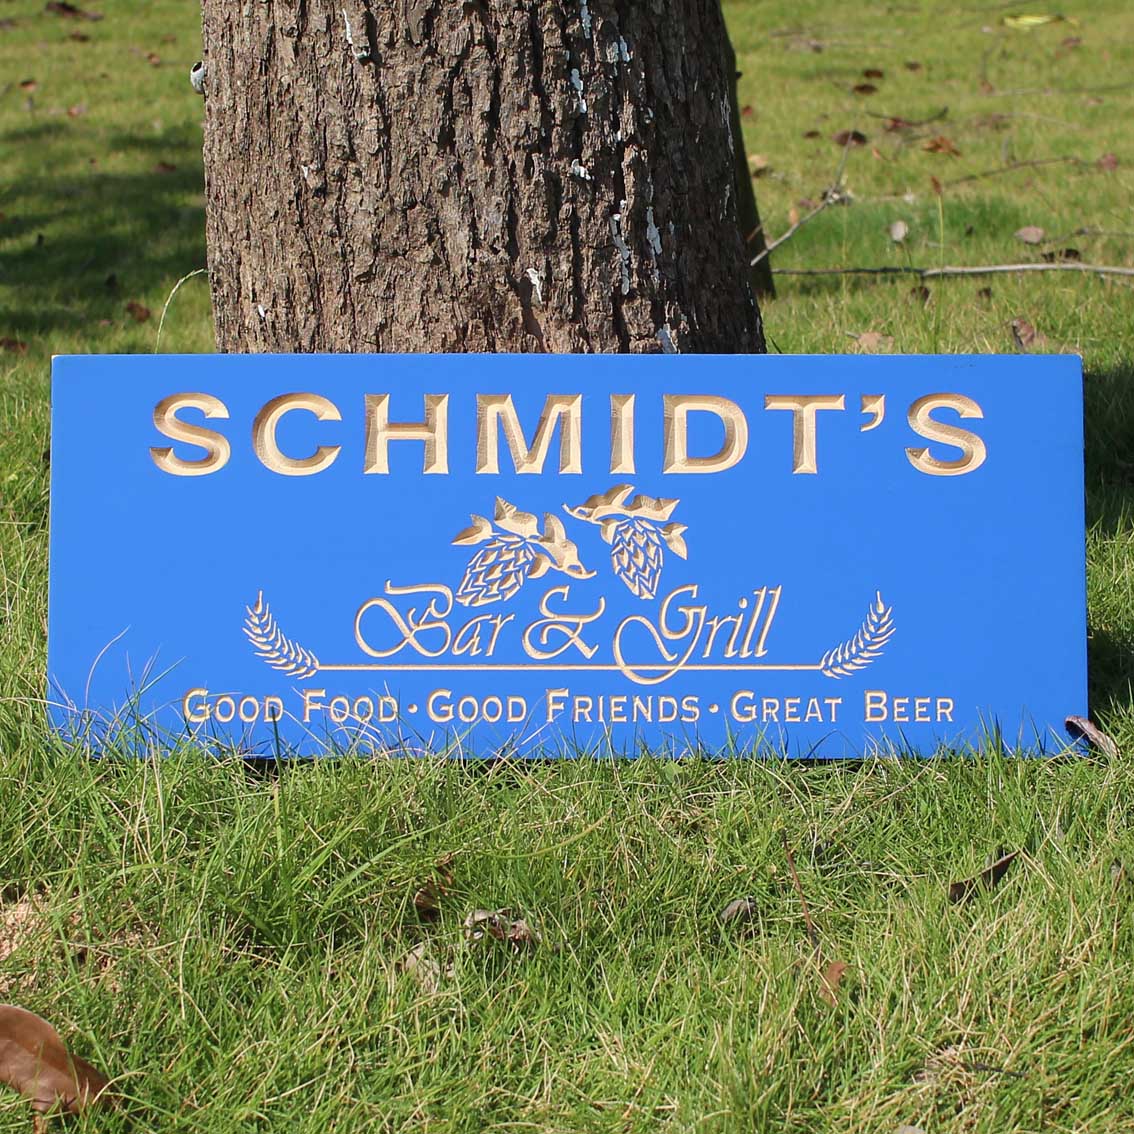 SCHMIDT'S
Bar & Grill
GOOD FOOD · GOOD FRIENDS · GREAT BEER